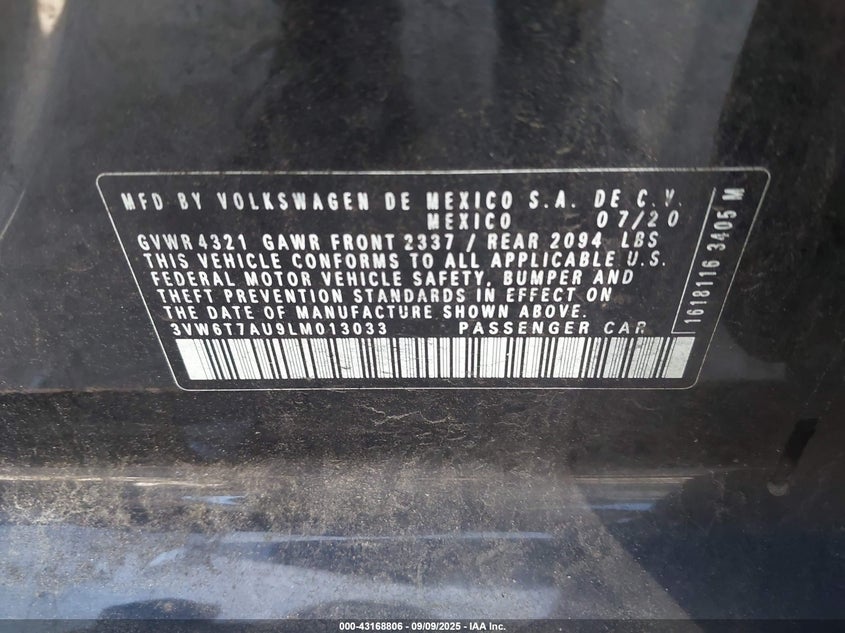 MFD BY VOLKSWAGEN DE MEXICO S.A. DE C.V.
MEXICO 07/20
GVWR 4321 GAWR FRONT 2337 / REAR 2094 LBS
THIS VEHICLE CONFORMS TO ALL APPLICABLE U.S.
FEDERAL MOTOR VEHICLE SAFETY, BUMPER AND
THEFT PREVENTION STANDARDS IN EFFECT ON
THE DATE OF MANUFACTURE SHOWN ABOVE.
3VW6T7AU9LM013033 PASSENGER CAR
1618116 3405 M
000-43168806 - 09/09/2025 - IAA Inc.